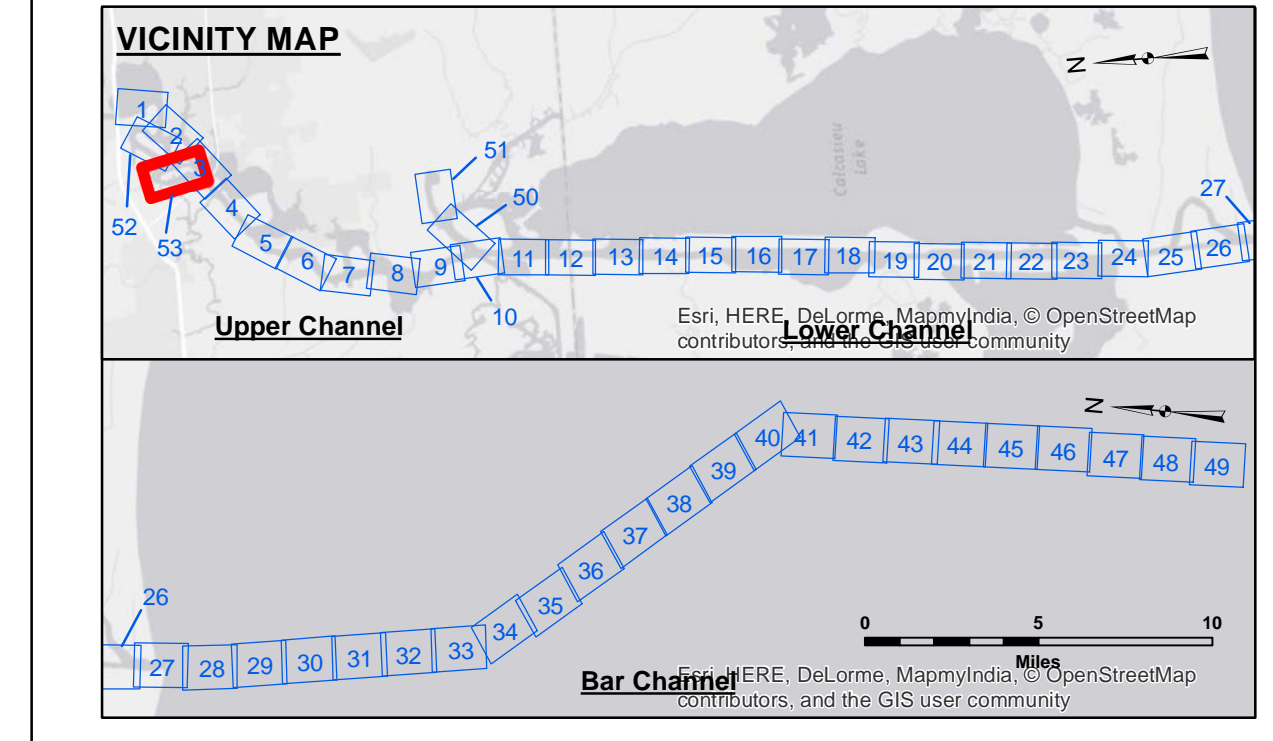 VICINITY MAP
N
1
2
3
52
53
4
5
6
7
8
9
10
51
50
11 12 13 14 15 16 17 18 19 20 21 22 23 24 25 26
27
Calcasieu
Lake
Upper Channel
Lower Channel
Esri, HERE, DeLorme, MapmyIndia, © OpenStreetMap
contributors, and the GIS user community
N
26
27 28 29 30 31 32 33 34 35 36 37 38 39 40 41 42 43 44 45 46 47 48 49
0 5 10
Miles
Bar Channel
Esri, HERE, DeLorme, MapmyIndia, © OpenStreetMap
contributors, and the GIS user community